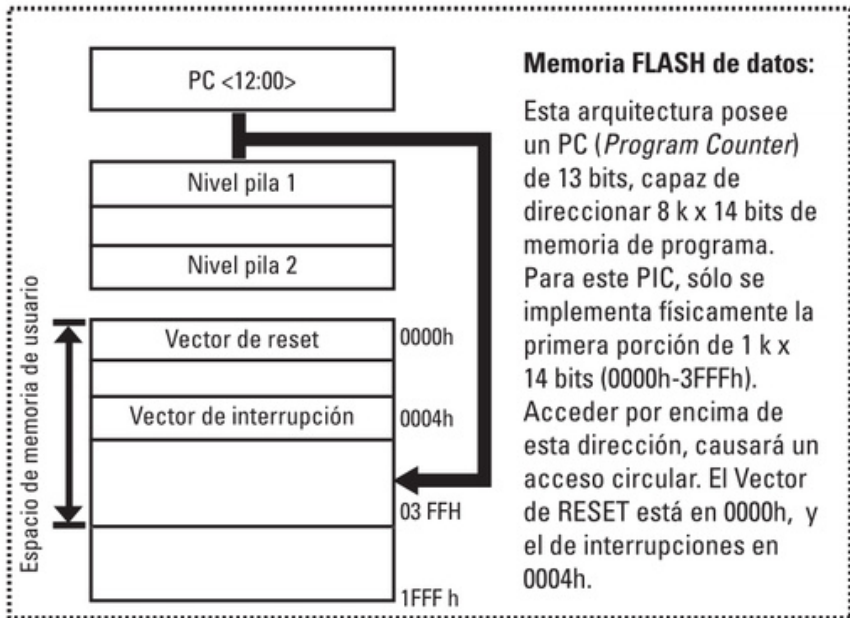 PC <12:00>
Nivel pila 1
Nivel pila 2
Espacio de memoria de usuario
Vector de reset
0000h
Vector de interrupción
0004h
03 FFH
1FFF h
Memoria FLASH de datos:
Esta arquitectura posee
un PC (Program Counter)
de 13 bits, capaz de
direccionar 8 k x 14 bits de
memoria de programa.
Para este PIC, sólo se
implementa físicamente la
primera porción de 1 k x
14 bits (0000h-3FFFh).
Acceder por encima de
esta dirección, causará un
acceso circular. El Vector
de RESET está en 0000h, y
el de interrupciones en
0004h.